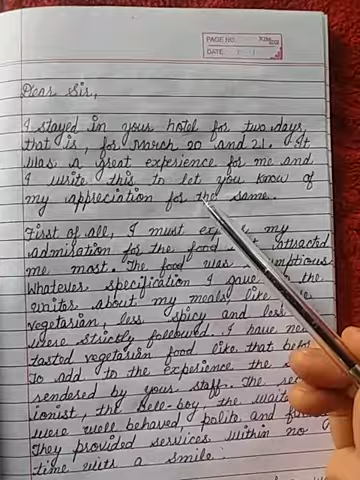 PAGE NO.
DATE
Dear Sir,
I stayed in your hotel for two days,
that is, for March 20 and 21. It
was a great experience for me and
I write this to let you know of
my appreciation for the same.
First of all, I must my
admiration for the food attracted
me most. The food was
Whatever specification I gave the
about my meals like
vegetarian, less spicy and less
were strictly followed. I have
tasted vegetarian food like that
To add to the experience the
rendered by your staff. The
ionist, the bell-boy, the
were well behaved, polite and
They provided services within no
time with a smile.